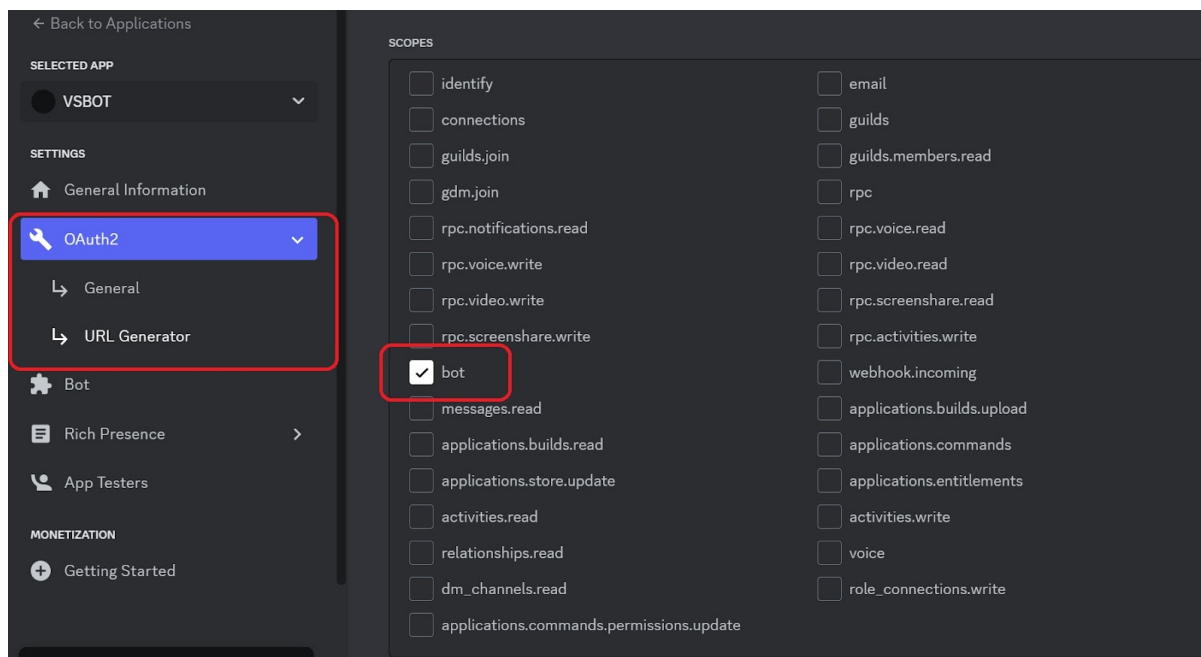 ← Back to Applications
SELECTED APP
VSBOT
SETTINGS
General Information
OAuth2
General
URL Generator
Bot
Rich Presence
App Testers
MONETIZATION
Getting Started
SCOPES
identify
email
connections
guilds
guilds.join
guilds.members.read
gdm.join
rpc
rpc.notifications.read
rpc.voice.read
rpc.voice.write
rpc.video.read
rpc.video.write
rpc.screenshare.read
rpc.screenshare.write
rpc.activities.write
bot
webhook.incoming
messages.read
applications.builds.upload
applications.builds.read
applications.commands
applications.store.update
applications.entitlements
activities.read
activities.write
relationships.read
voice
dm_channels.read
role_connections.write
applications.commands.permissions.update